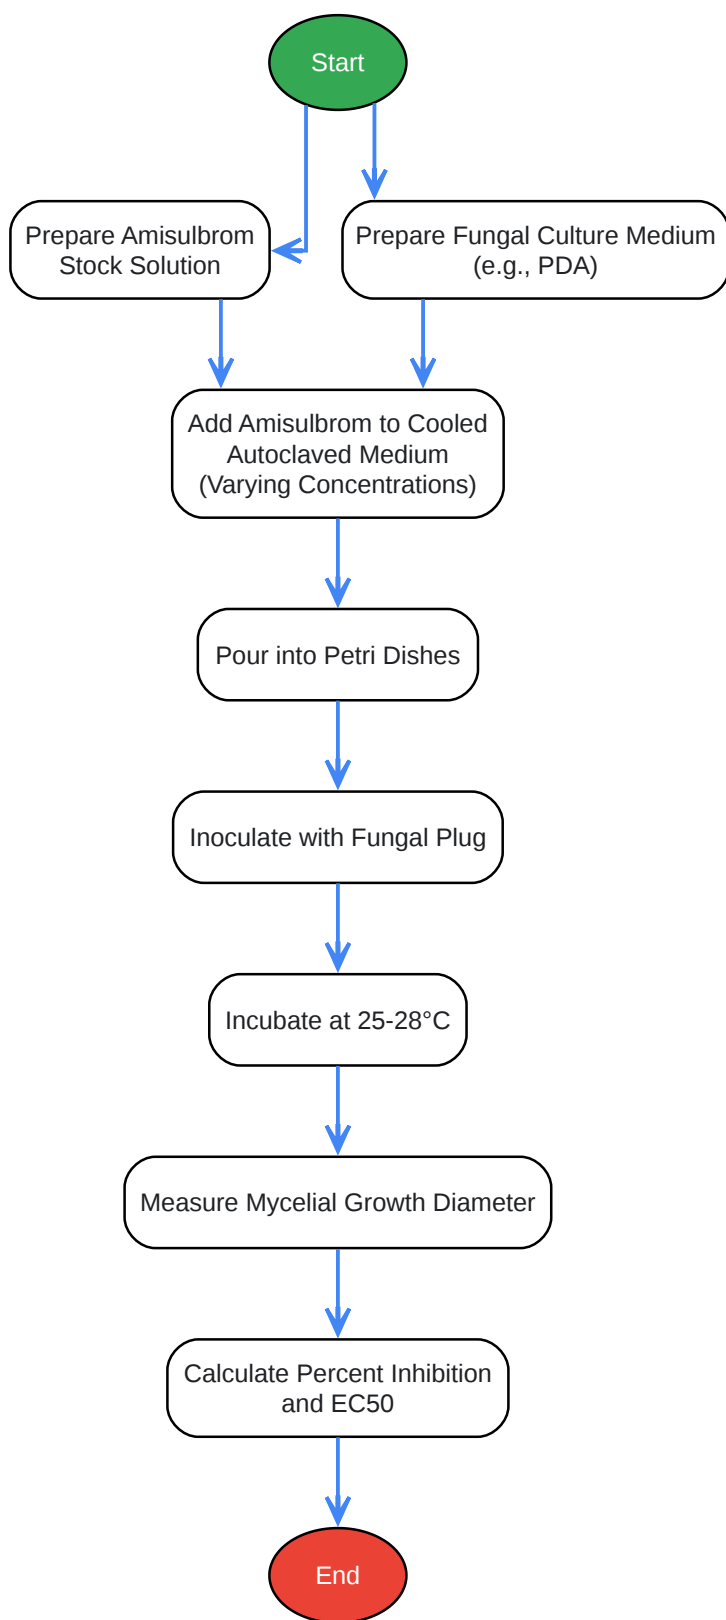 Start
Prepare Amisulbrom
Stock Solution
Prepare Fungal Culture Medium
(e.g., PDA)
Add Amisulbrom to Cooled
Autoclaved Medium
(Varying Concentrations)
Pour into Petri Dishes
Inoculate with Fungal Plug
Incubate at 25-28°C
Measure Mycelial Growth Diameter
Calculate Percent Inhibition
and EC50
End